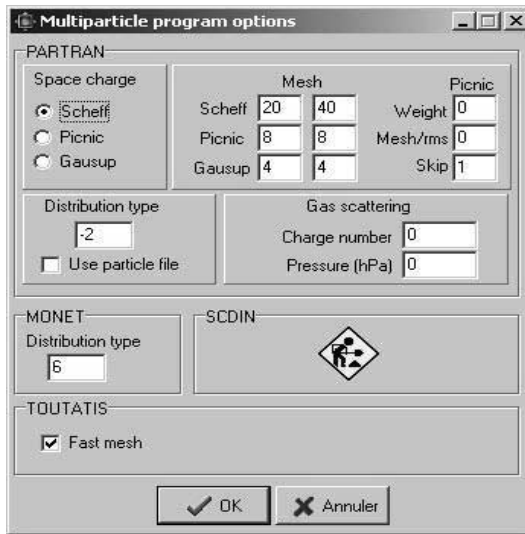 Multiparticle program options
PARTRAN
Space charge
Scheff
Picnic
Gausup
Mesh
Scheff 20 40
Picnic 8 8
Gausup 4 4
Picnic
Weight 0
Mesh/rms 0
Skip 1
Distribution type
-2
Use particle file
Gas scattering
Charge number 0
Pressure (hPa) 0
MONET
Distribution type
6
SCDIN
TOUTATIS
Fast mesh
OK
Annuler